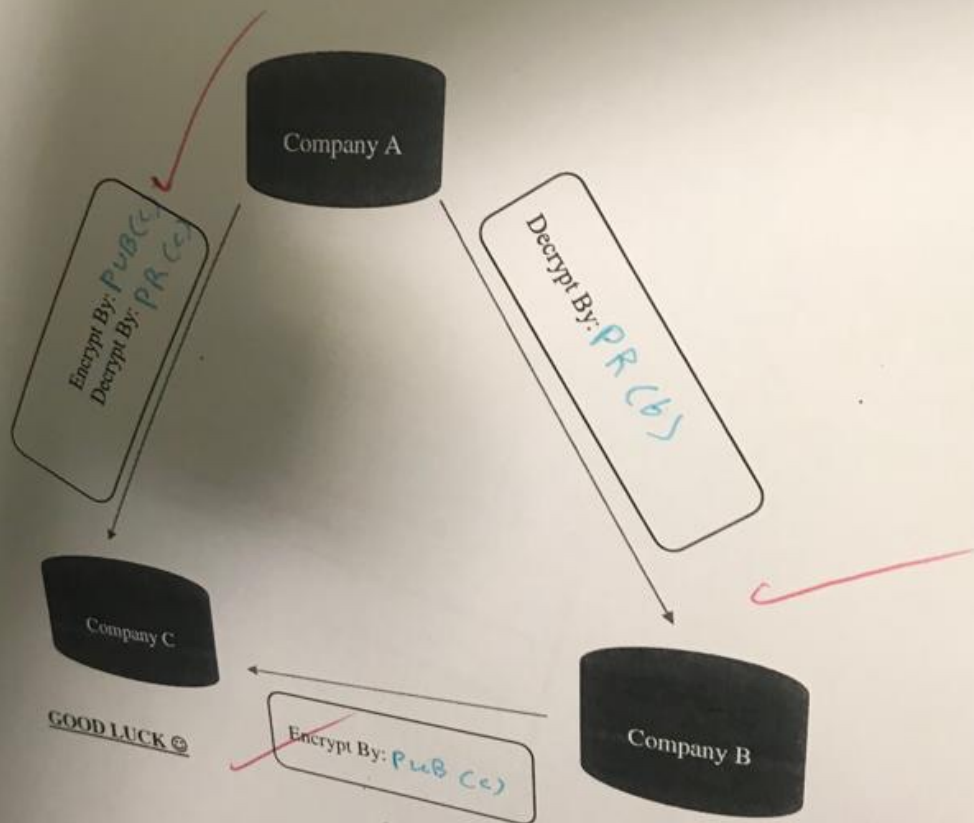 Company A
Encrypt By: PUB(c)
Decrypt By: PR (c)
Decrypt By: PR (b)
Company C
Company B
Encrypt By: PuB (c)
GOOD LUCK ☺